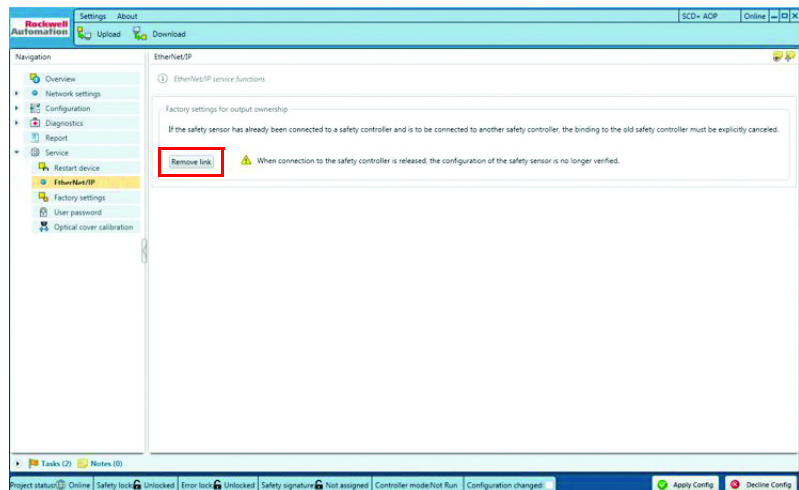 Rockwell Automation
Settings About
SCD+ AOP
Online
Upload Download
Navigation
EtherNet/IP
Overview
Network settings
Configuration
Diagnostics
Report
Service
Restart device
EtherNet/IP
Factory settings
User password
Optical cover calibration
EtherNet/IP service functions
Factory settings for output ownership
If the safety sensor has already been connected to a safety controller and is to be connected to another safety controller, the binding to the old safety controller must be explicitly canceled.
Remove link
When connection to the safety controller is released, the configuration of the safety sensor is no longer verified.
Tasks (2) Notes (0)
Project status: Online Safety lock: Unlocked Error lock: Unlocked Safety signature: Not assigned Controller mode:Not Run Configuration changed:
Apply Config Decline Config